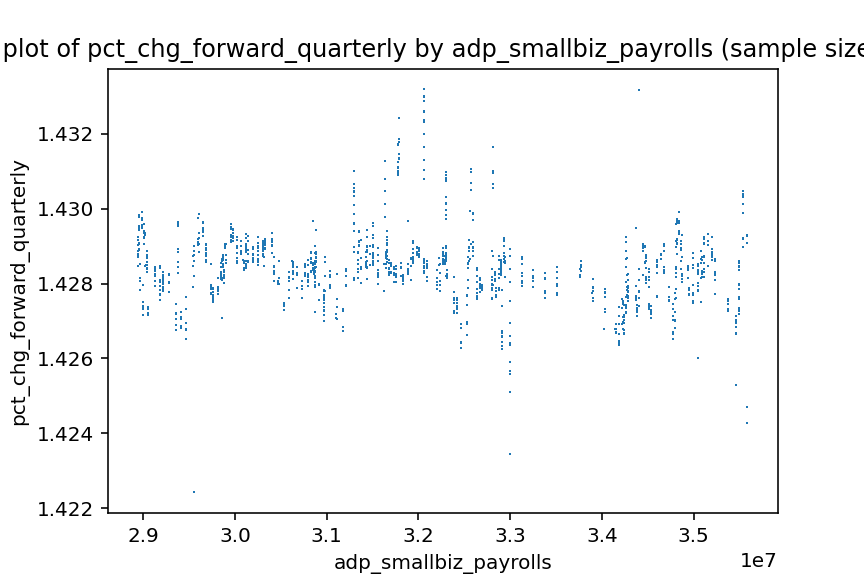 plot of pct_chg_forward_quarterly by adp_smallbiz_payrolls (sample size
1.432
1.430
1.428
1.426
1.424
1.422
pct_chg_forward_quarterly
2.9 3.0 3.1 3.2 3.3 3.4 3.5
1e7
adp_smallbiz_payrolls